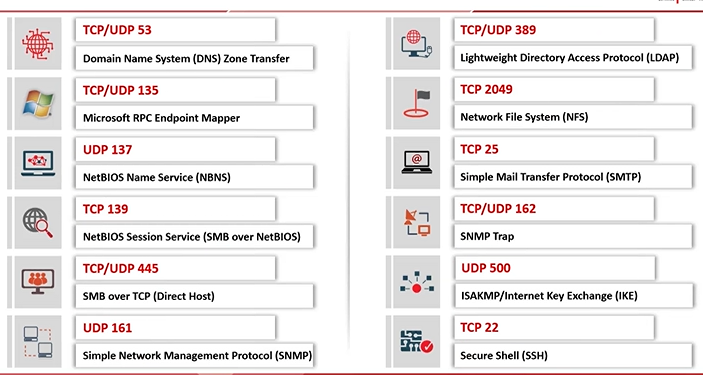 TCP/UDP 53
Domain Name System (DNS) Zone Transfer
TCP/UDP 135
Microsoft RPC Endpoint Mapper
UDP 137
NetBIOS Name Service (NBNS)
TCP 139
NetBIOS Session Service (SMB over NetBIOS)
TCP/UDP 445
SMB over TCP (Direct Host)
UDP 161
Simple Network Management Protocol (SNMP)
TCP/UDP 389
Lightweight Directory Access Protocol (LDAP)
TCP 2049
Network File System (NFS)
TCP 25
@
Simple Mail Transfer Protocol (SMTP)
TCP/UDP 162
SNMP Trap
UDP 500
ISAKMP/Internet Key Exchange (IKE)
TCP 22
Secure Shell (SSH)